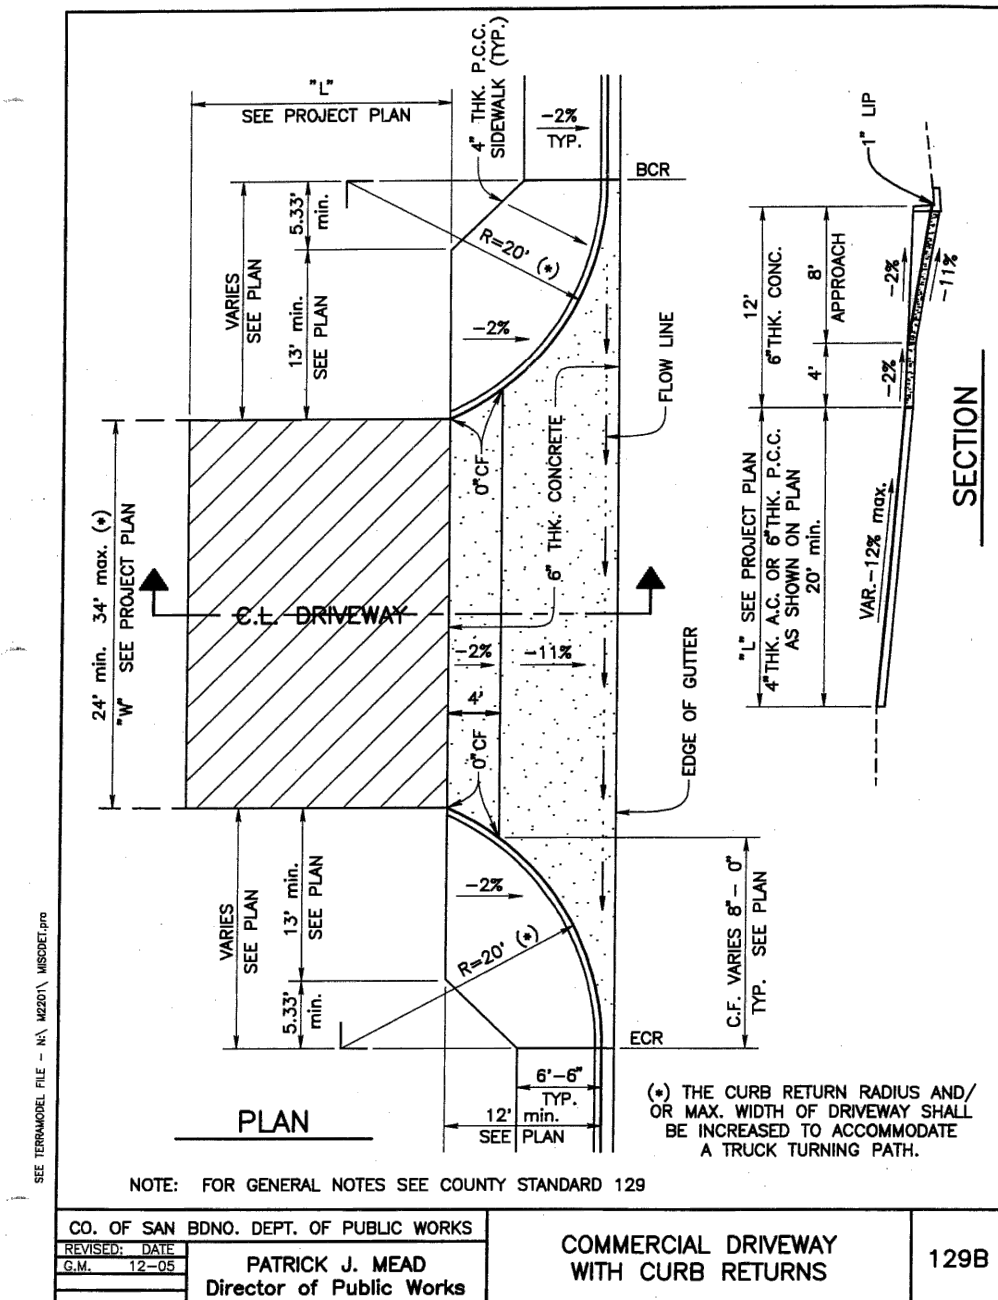 "L"
SEE PROJECT PLAN
4" THK. P.C.C.
SIDEWALK (TYP.)
-2%
TYP.
BCR
5.33'
min.
VARIES
SEE PLAN
13' min.
SEE PLAN
R=20' (*)
-2%
0"CF
6" THK. CONCRETE
FLOW LINE
24' min. 34' max. (*)
"W" SEE PROJECT PLAN
C.L. DRIVEWAY
-2%
-11%
4'
0"CF
EDGE OF GUTTER
VARIES
SEE PLAN
13' min.
SEE PLAN
5.33'
min.
-2%
R=20' (*)
C.F. VARIES 8" - 0"
TYP. SEE PLAN
ECR
6'-6"
TYP.
12' min.
SEE PLAN
PLAN
1" LIP
12'
6"THK. CONC.
8'
APPROACH
4'
-2%
-11%
-2%
"L" SEE PROJECT PLAN
4"THK. A.C. OR 6"THK. P.C.C.
AS SHOWN ON PLAN
20' min.
VAR.-12% max.
SECTION
(*) THE CURB RETURN RADIUS AND/
OR MAX. WIDTH OF DRIVEWAY SHALL
BE INCREASED TO ACCOMMODATE
A TRUCK TURNING PATH.
NOTE: FOR GENERAL NOTES SEE COUNTY STANDARD 129
SEE TERRAMODEL FILE - N:\ M2201\ MISCDET.pro
CO. OF SAN BDNO. DEPT. OF PUBLIC WORKS
REVISED: DATE
G.M. 12-05
PATRICK J. MEAD
Director of Public Works
COMMERCIAL DRIVEWAY
WITH CURB RETURNS
129B